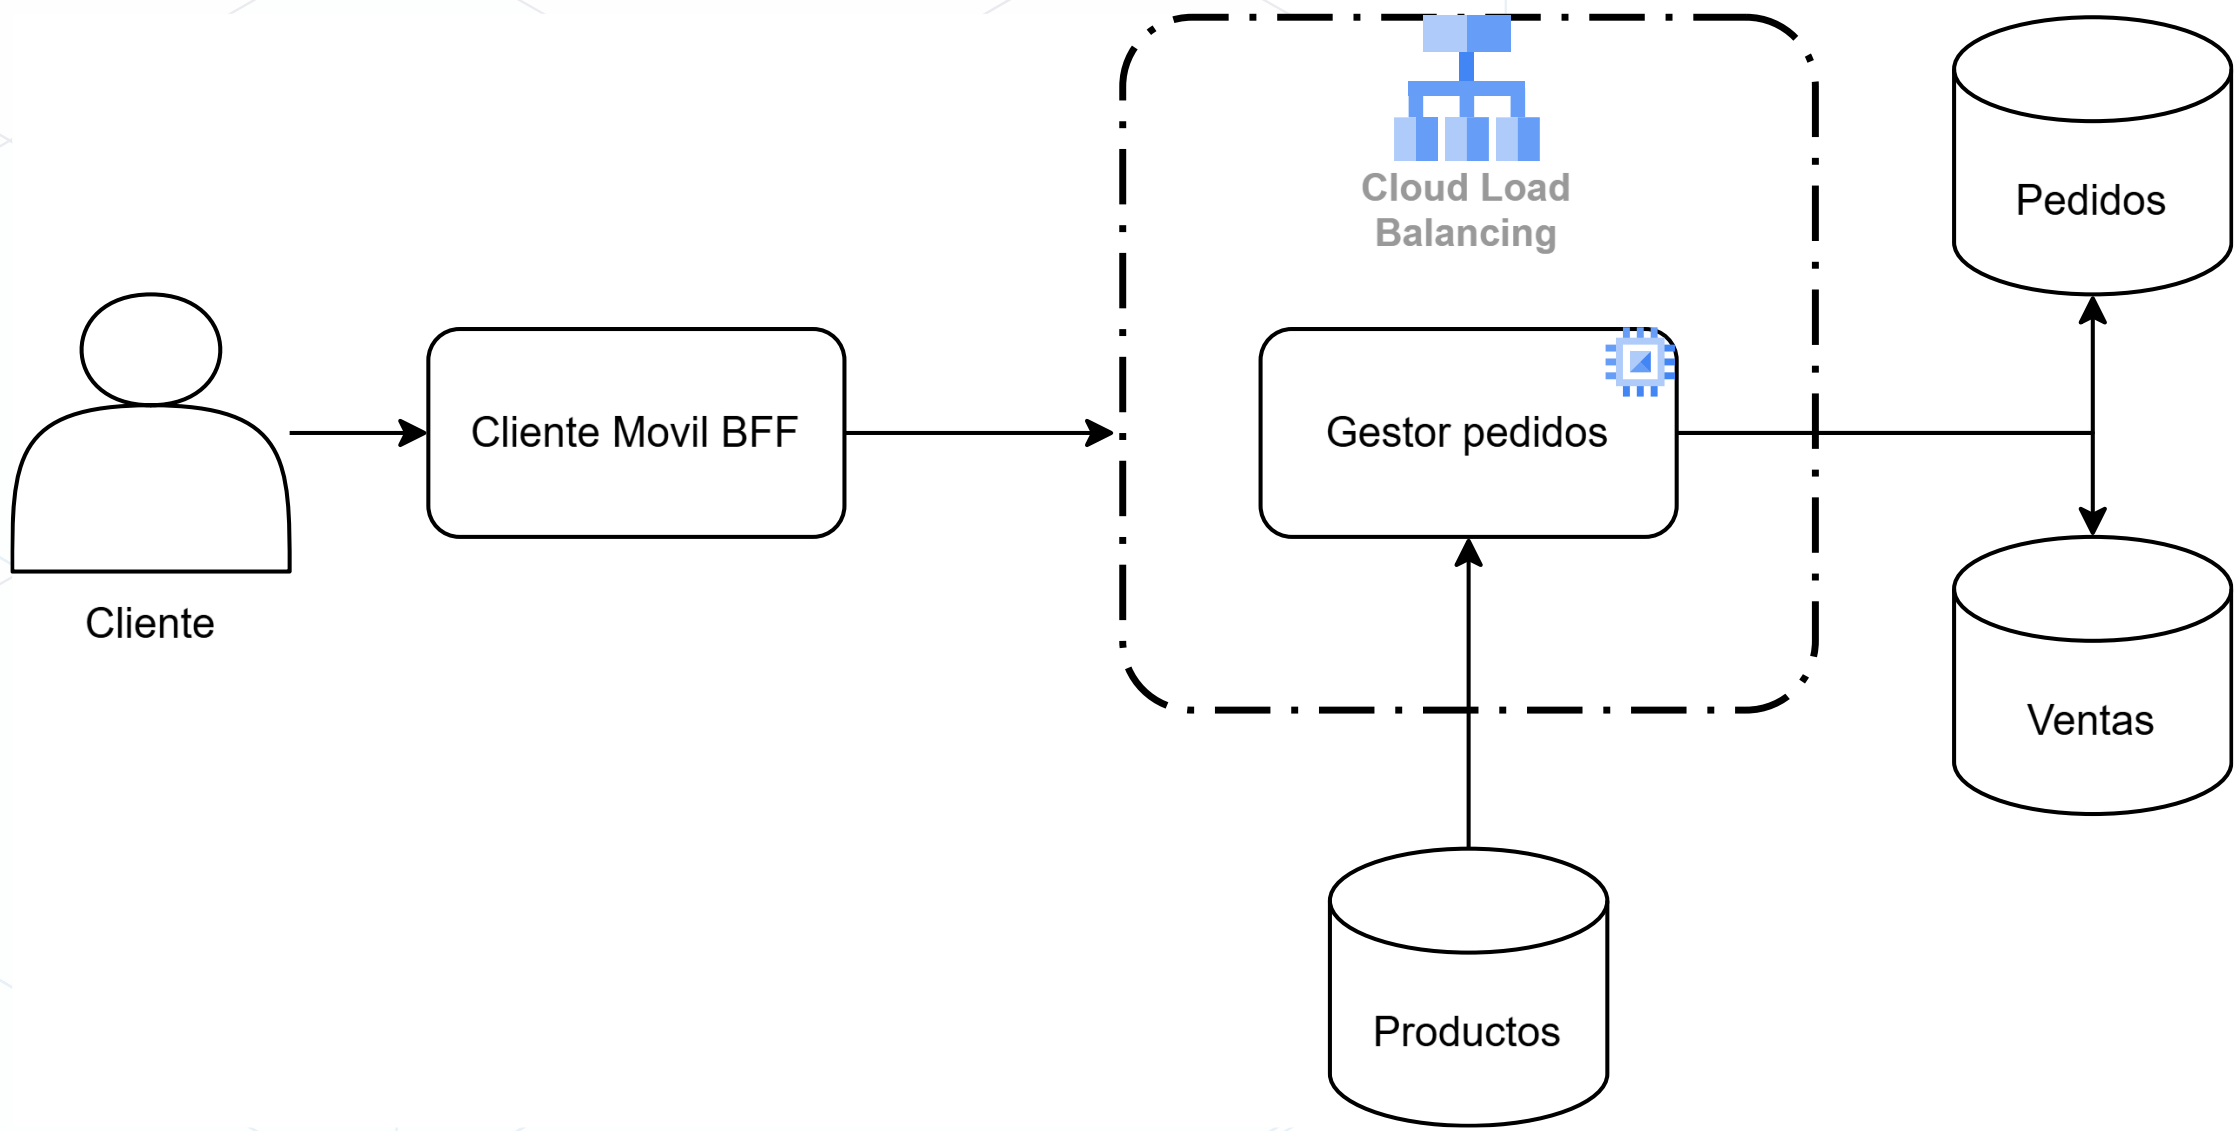 Cloud Load
Balancing
Pedidos
Cliente Movil BFF
Gestor pedidos
Cliente
Ventas
Productos